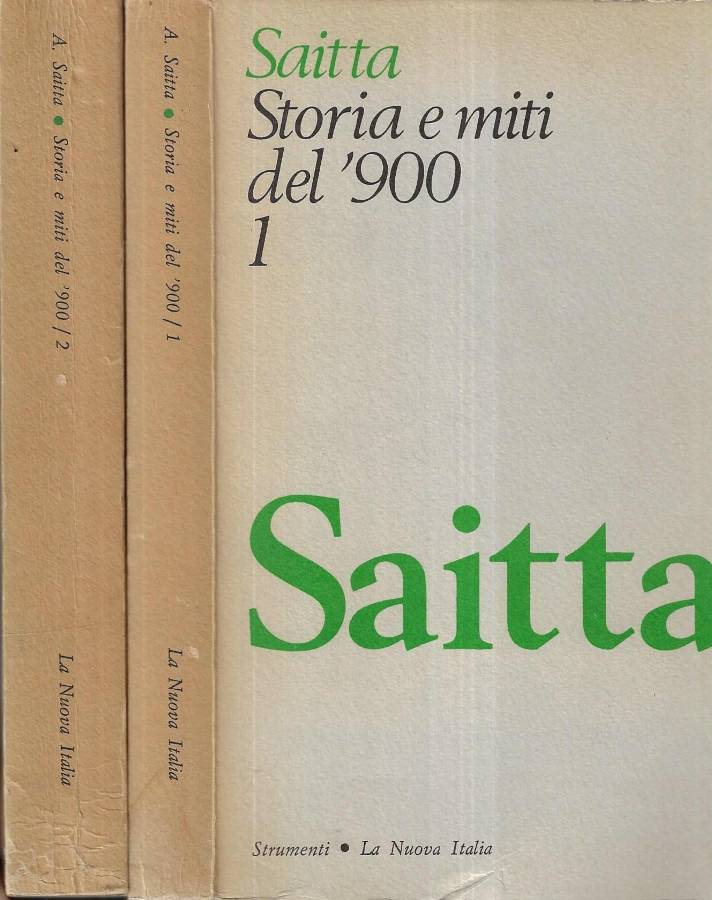 A. Saitta • Storia e miti del '900 / 2
La Nuova Italia
A. Saitta • Storia e miti del '900 / 1
La Nuova Italia
Saitta
Storia e miti
del '900
1
Saitta
Strumenti • La Nuova Italia